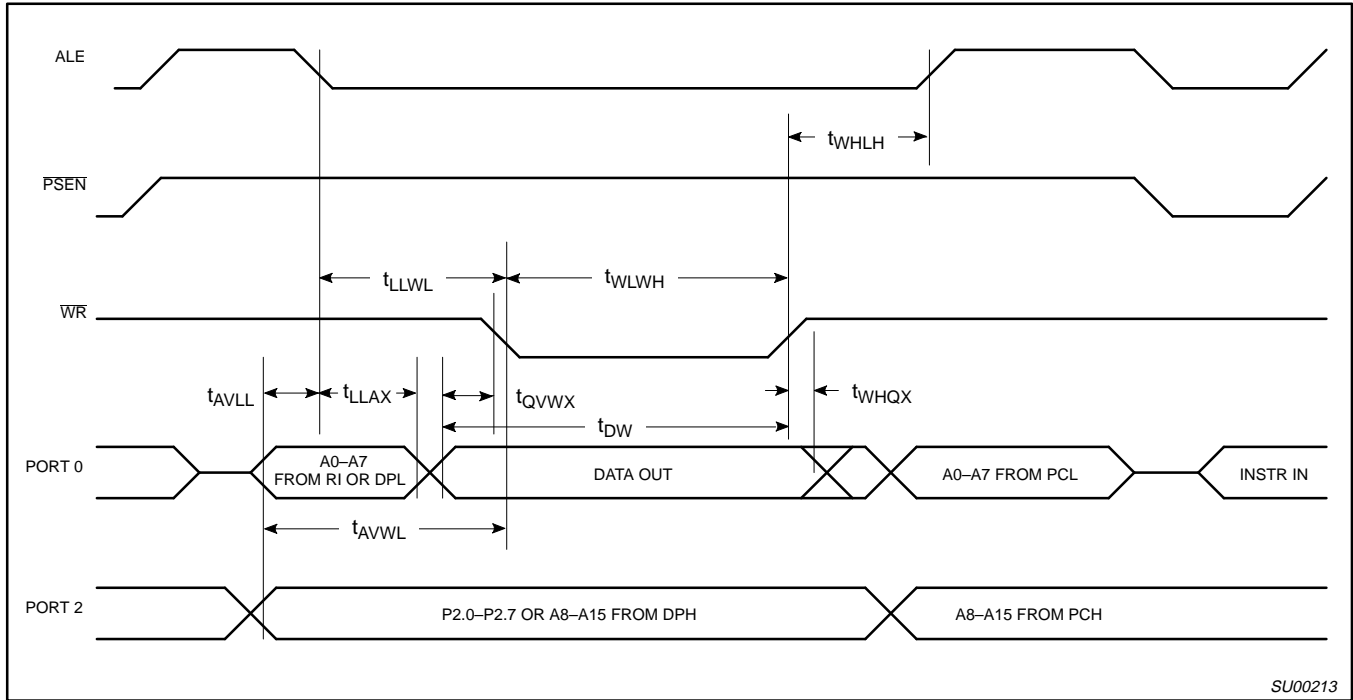 ALE
tWHLH
PSEN
tLLWL
tWLWH
WR
tAVLL
tLLAX
tQVWX
tWHQX
tDW
PORT 0
A0–A7
FROM RI OR DPL
DATA OUT
A0–A7 FROM PCL
INSTR IN
tAVWL
PORT 2
P2.0–P2.7 OR A8–A15 FROM DPH
A8–A15 FROM PCH
SU00213